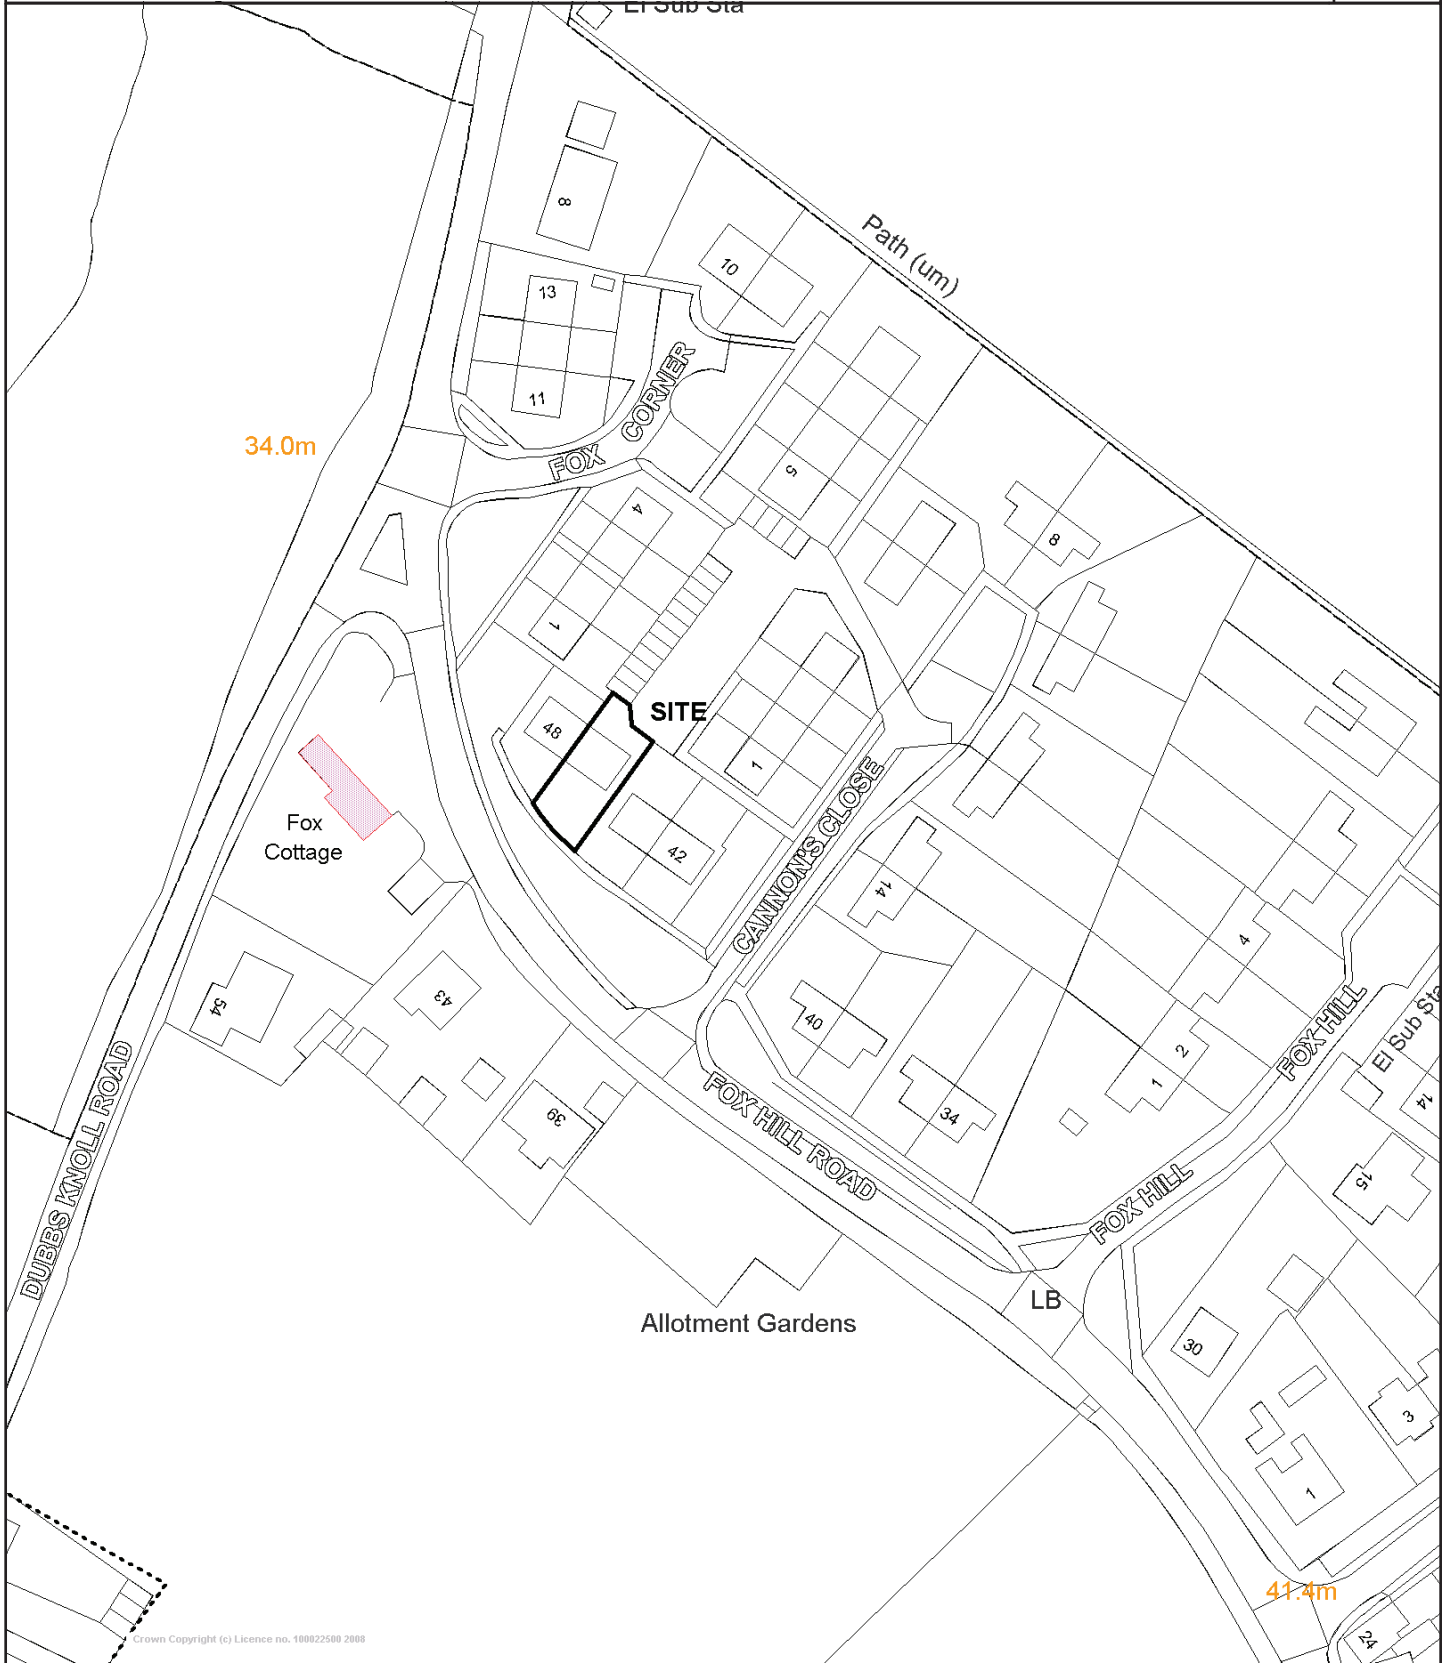 El Sub Sta
Path (um)
8
10
13
11
FOX CORNER
34.0m
5
4
8
1
SITE
48
1
42
CANNON'S CLOSE
Fox
Cottage
14
4
54
43
40
2
1
34
39
FOX HILL
El Sub Sta
14
15
DUBBS KNOLL ROAD
FOX HILL ROAD
FOX HILL
LB
Allotment Gardens
30
3
1
41.4m
24
Crown Copyright (c) Licence no. 100022500 2008